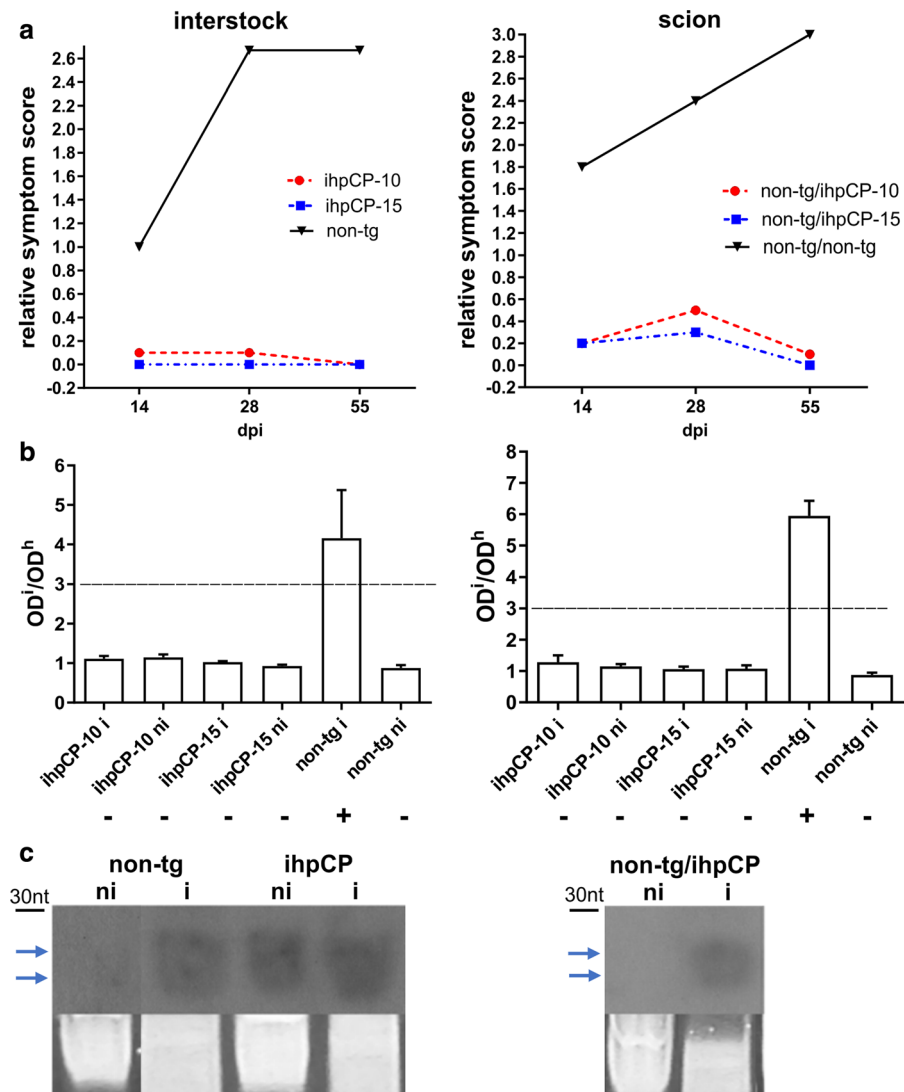 a
interstock
scion
relative symptom score
2.6
2.4
2.2
2.0
1.8
1.6
1.4
1.2
1.0
0.8
0.6
0.4
0.2
0.0
-0.2
14
28
55
dpi
ihpCP-10
ihpCP-15
non-tg
relative symptom score
3.0
2.8
2.6
2.4
2.2
2.0
1.8
1.6
1.4
1.2
1.0
0.8
0.6
0.4
0.2
0.0
-0.2
14
28
55
dpi
non-tg/ihpCP-10
non-tg/ihpCP-15
non-tg/non-tg
b
ODⁱ/ODʰ
6
5
4
3
2
1
0
ihpCP-10 i
ihpCP-10 ni
ihpCP-15 i
ihpCP-15 ni
non-tg i
non-tg ni
- - - - + -
ODⁱ/ODʰ
8
7
6
5
4
3
2
1
0
ihpCP-10 i
ihpCP-10 ni
ihpCP-15 i
ihpCP-15 ni
non-tg i
non-tg ni
- - - - + -
c
non-tg ihpCP
ni i ni i
30nt
non-tg/ihpCP
ni i
30nt